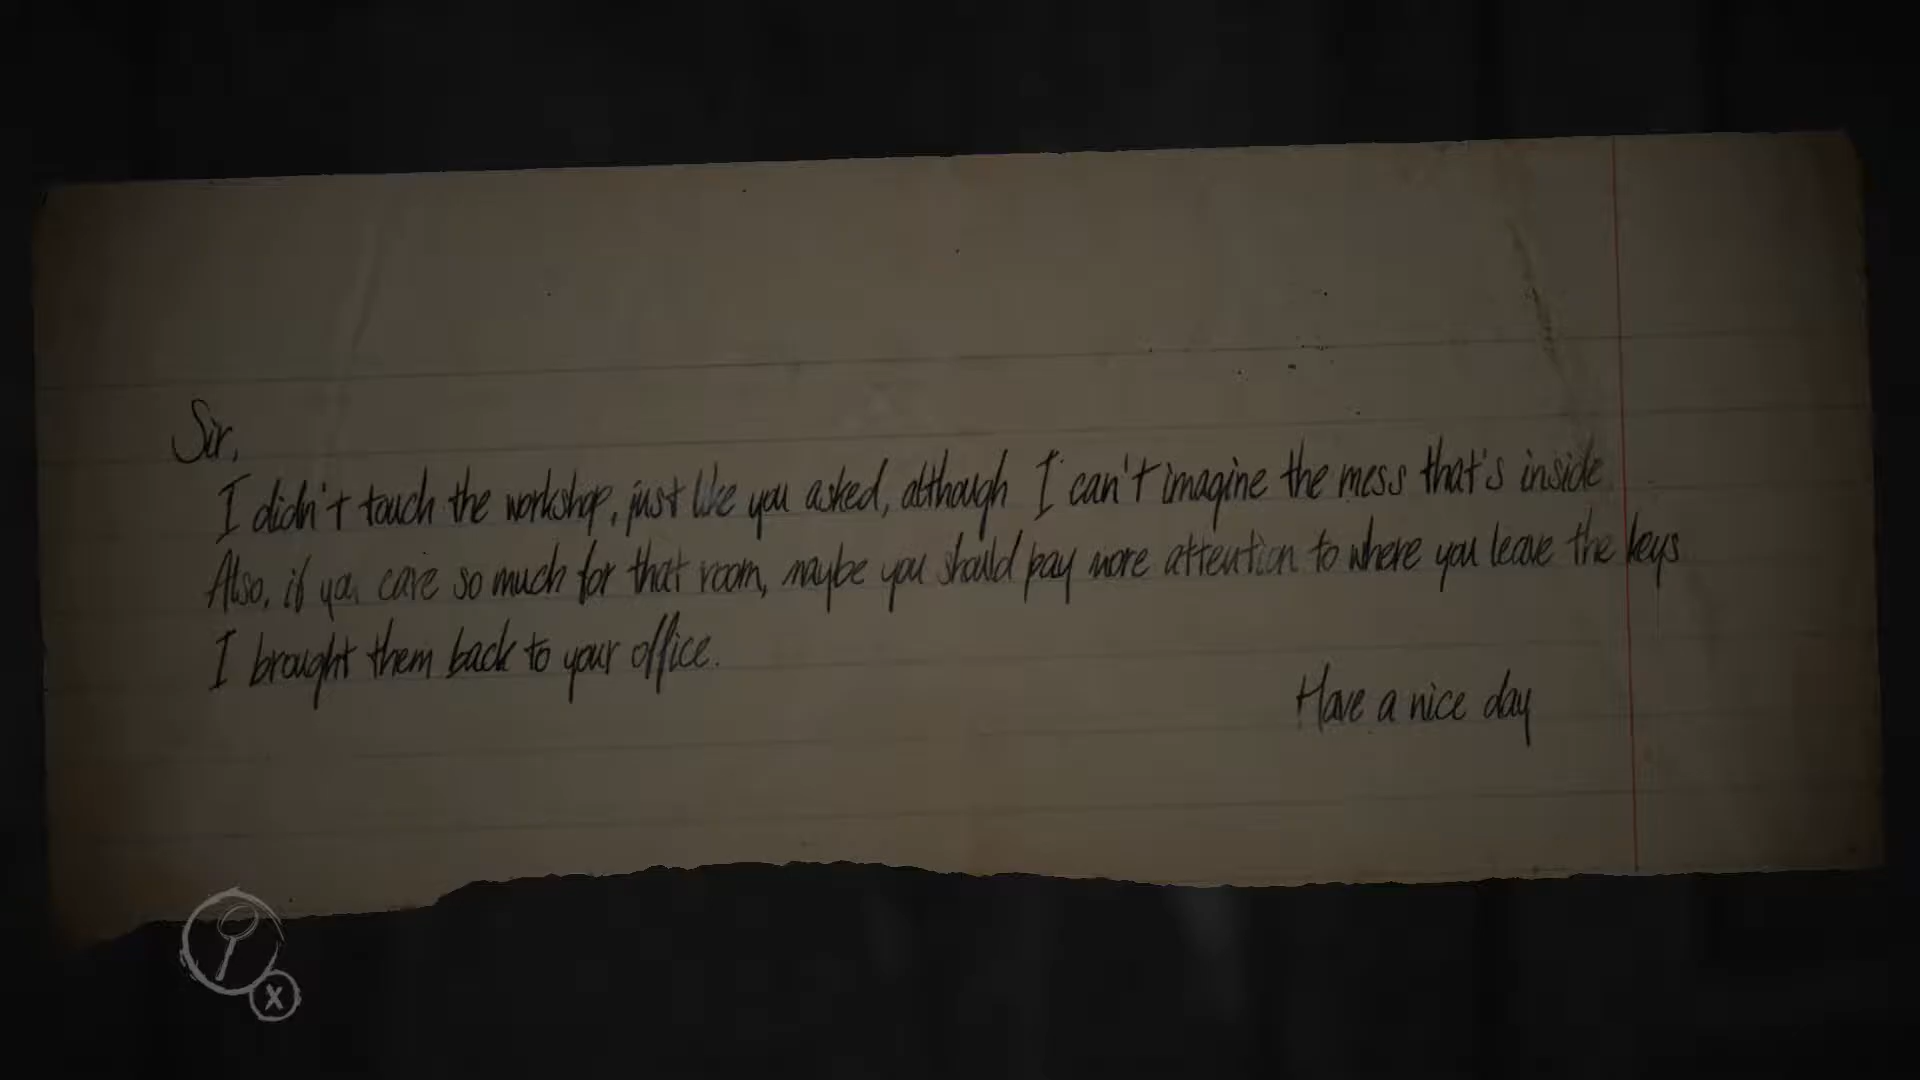 Sir,
I didn't touch the workshop, just like you asked, although I can't imagine the mess that's inside
Also, if you care so much for that room, maybe you should pay more attention to where you leave the keys
I brought them back to your office.
Have a nice day
X